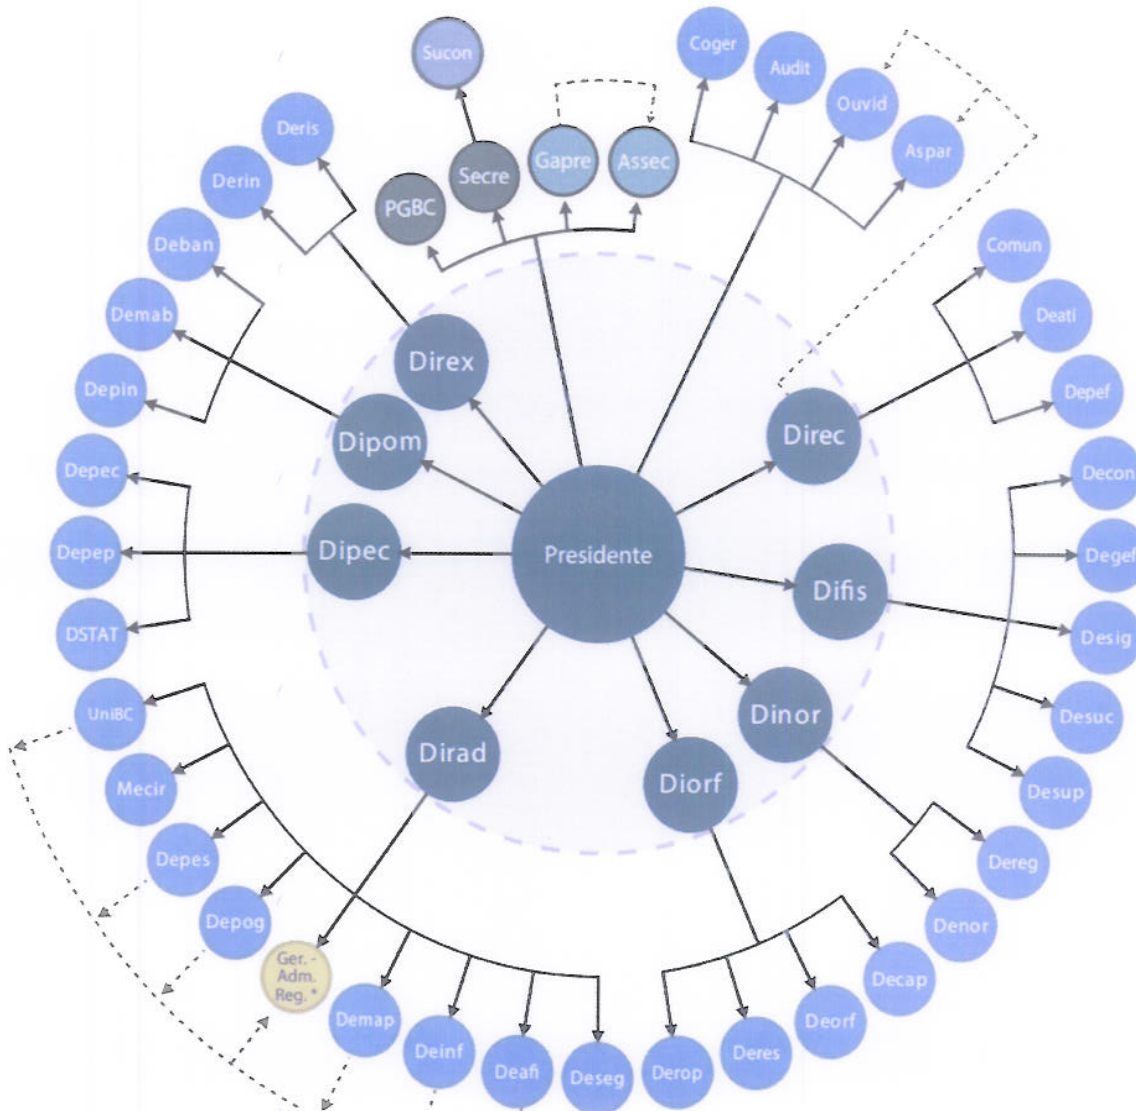 Sucon
Coger
Audit
Ouvid
Aspar
Deris
Derin
PGBC
Secre
Gapre
Assec
Deban
Demab
Depin
Comun
Deati
Depef
Direx
Dipom
Direc
Depec
Depep
DSTAT
Dipec
Presidente
Difis
Decon
Degef
Desig
Desuc
Desup
UniBC
Mecir
Depes
Depog
Dirad
Diorf
Dinor
Dereg
Denor
Decap
Ger. -
Adm.
Reg. *
Demap
Deinf
Deafi
Deseg
Derop
Deres
Deorf